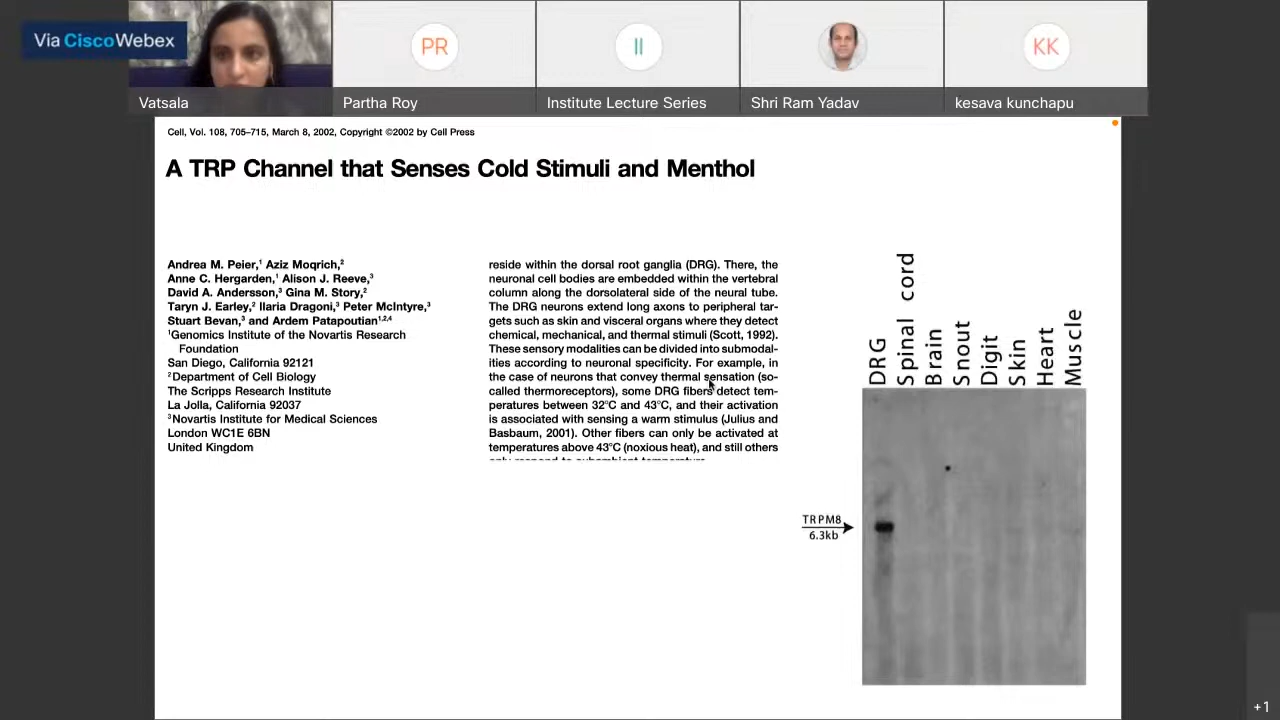 Via Cisco Webex
PR
II
KK
Vatsala
Partha Roy
Institute Lecture Series
Shri Ram Yadav
kesava kunchapu
Cell, Vol. 108, 705–715, March 8, 2002, Copyright ©2002 by Cell Press
A TRP Channel that Senses Cold Stimuli and Menthol
Andrea M. Peier,¹ Aziz Moqrich,²
Anne C. Hergarden,¹ Alison J. Reeve,³
David A. Andersson,³ Gina M. Story,²
Taryn J. Earley,² Ilaria Dragoni,³ Peter McIntyre,³
Stuart Bevan,³ and Ardem Patapoutian¹,²,⁴
¹Genomics Institute of the Novartis Research
Foundation
San Diego, California 92121
²Department of Cell Biology
The Scripps Research Institute
La Jolla, California 92037
³Novartis Institute for Medical Sciences
London WC1E 6BN
United Kingdom
reside within the dorsal root ganglia (DRG). There, the
neuronal cell bodies are embedded within the vertebral
column along the dorsolateral side of the neural tube.
The DRG neurons extend long axons to peripheral tar-
gets such as skin and visceral organs where they detect
chemical, mechanical, and thermal stimuli (Scott, 1992).
These sensory modalities can be divided into submodal-
ities according to neuronal specificity. For example, in
the case of neurons that convey thermal sensation (so-
called thermoreceptors), some DRG fibers detect tem-
peratures between 32°C and 43°C, and their activation
is associated with sensing a warm stimulus (Julius and
Basbaum, 2001). Other fibers can only be activated at
temperatures above 43°C (noxious heat), and still others
DRG
Spinal cord
Brain
Snout
Digit
Skin
Heart
Muscle
TRPM8
6.3kb
+1